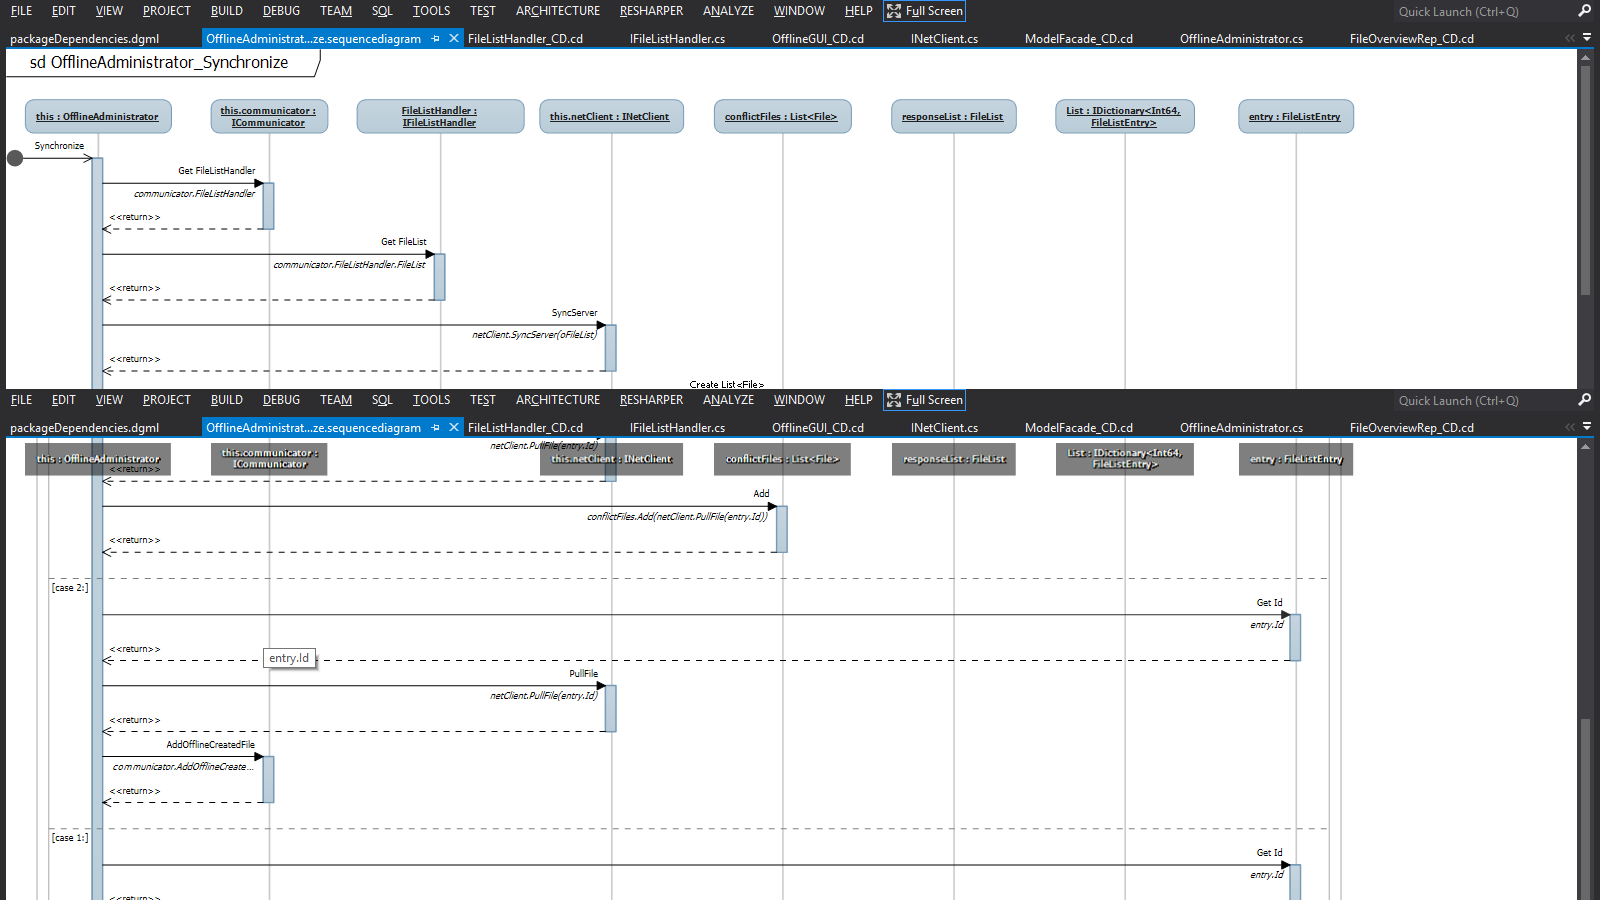 FILE EDIT VIEW PROJECT BUILD DEBUG TEAM SQL TOOLS TEST ARCHITECTURE RESHARPER ANALYZE WINDOW HELP Full Screen Quick Launch (Ctrl+Q)
packageDependencies.dgml OfflineAdministrat...ze.sequencediagram FileListHandler_CD.cd IFileListHandler.cs OfflineGUI_CD.cd INetClient.cs ModelFacade_CD.cd OfflineAdministrator.cs FileOverviewRep_CD.cd
sd OfflineAdministrator_Synchronize
this : OfflineAdministrator
this.communicator :
ICommunicator
FileListHandler :
IFileListHandler
this.netClient : INetClient
conflictFiles : List<File>
responseList : FileList
List : IDictionary<Int64,
FileListEntry>
entry : FileListEntry
Synchronize
Get FileListHandler
communicator.FileListHandler
<<return>>
Get FileList
communicator.FileListHandler.FileList
<<return>>
SyncServer
netClient.SyncServer(oFileList)
<<return>>
Create List<File>
FILE EDIT VIEW PROJECT BUILD DEBUG TEAM SQL TOOLS TEST ARCHITECTURE RESHARPER ANALYZE WINDOW HELP Full Screen Quick Launch (Ctrl+Q)
packageDependencies.dgml OfflineAdministrat...ze.sequencediagram FileListHandler_CD.cd IFileListHandler.cs OfflineGUI_CD.cd INetClient.cs ModelFacade_CD.cd OfflineAdministrator.cs FileOverviewRep_CD.cd
netClient.PullFile(entry.Id)
this : OfflineAdministrator
this.communicator :
ICommunicator
this.netClient : INetClient
conflictFiles : List<File>
responseList : FileList
List : IDictionary<Int64,
FileListEntry>
entry : FileListEntry
<<return>>
Add
conflictFiles.Add(netClient.PullFile(entry.Id))
<<return>>
[case 2:]
Get Id
entry.Id
<<return>>
entry.Id
PullFile
netClient.PullFile(entry.Id)
<<return>>
AddOfflineCreatedFile
communicator.AddOfflineCreate...
<<return>>
[case 1:]
Get Id
entry.Id
<<return>>